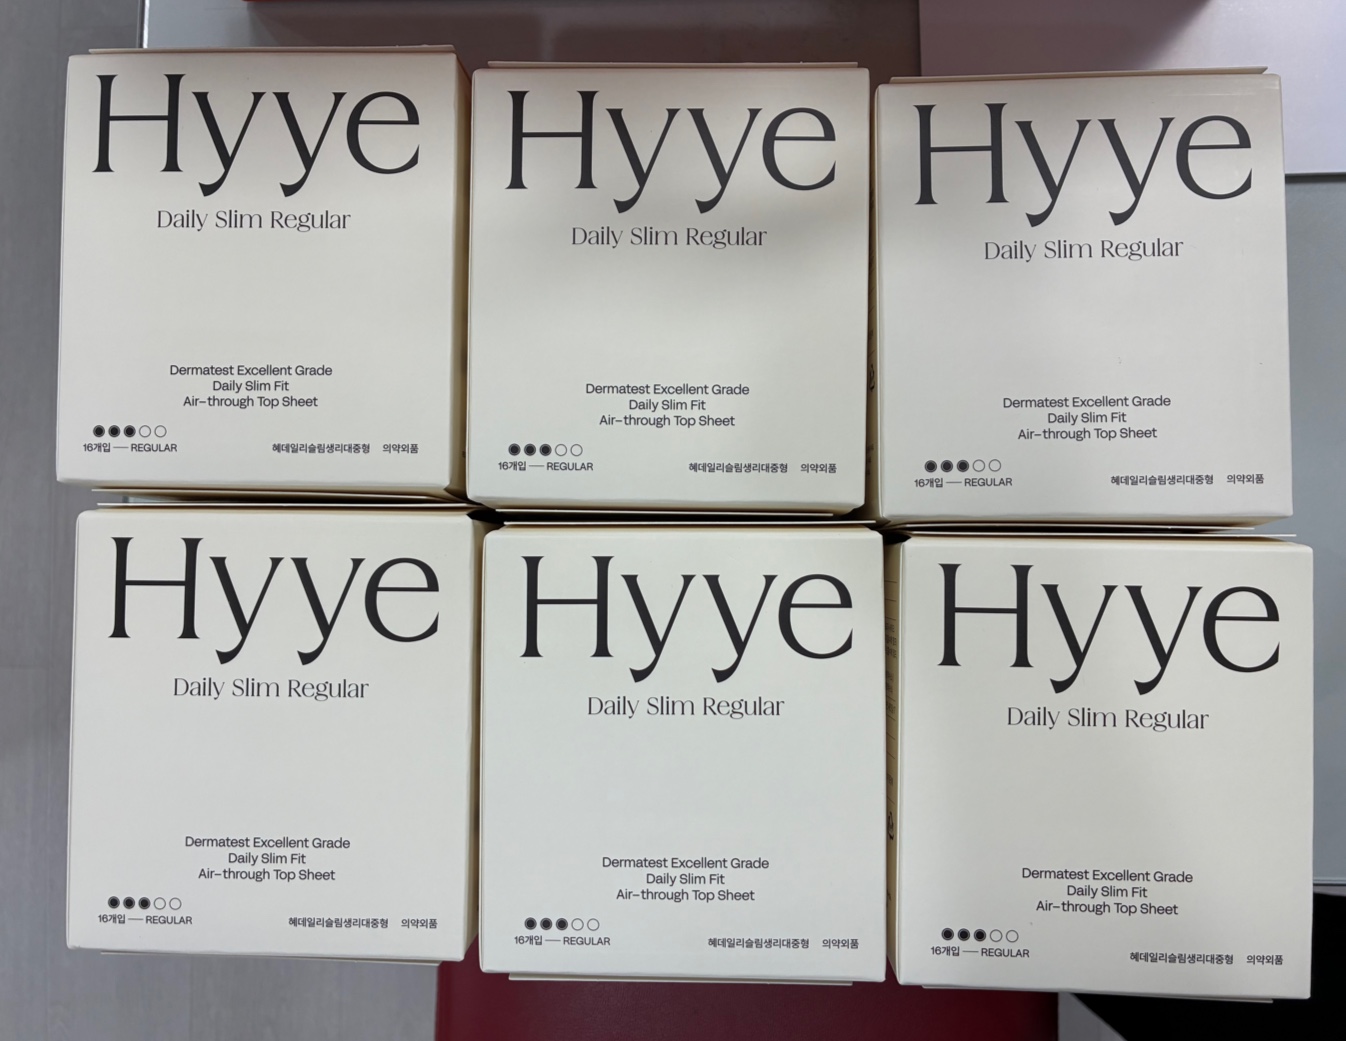 Hyye
Daily Slim Regular
Dermatest Excellent Grade
Daily Slim Fit
Air-through Top Sheet
16개입 — REGULAR
혜데일리슬림생리대중형 의약외품
Hyye
Daily Slim Regular
Dermatest Excellent Grade
Daily Slim Fit
Air-through Top Sheet
16개입 — REGULAR
혜데일리슬림생리대중형 의약외품
Hyye
Daily Slim Regular
Dermatest Excellent Grade
Daily Slim Fit
Air-through Top Sheet
16개입 — REGULAR
혜데일리슬림생리대중형 의약외품
Hyye
Daily Slim Regular
Dermatest Excellent Grade
Daily Slim Fit
Air-through Top Sheet
16개입 — REGULAR
혜데일리슬림생리대중형 의약외품
Hyye
Daily Slim Regular
Dermatest Excellent Grade
Daily Slim Fit
Air-through Top Sheet
16개입 — REGULAR
혜데일리슬림생리대중형 의약외품
Hyye
Daily Slim Regular
Dermatest Excellent Grade
Daily Slim Fit
Air-through Top Sheet
16개입 — REGULAR
혜데일리슬림생리대중형 의약외품